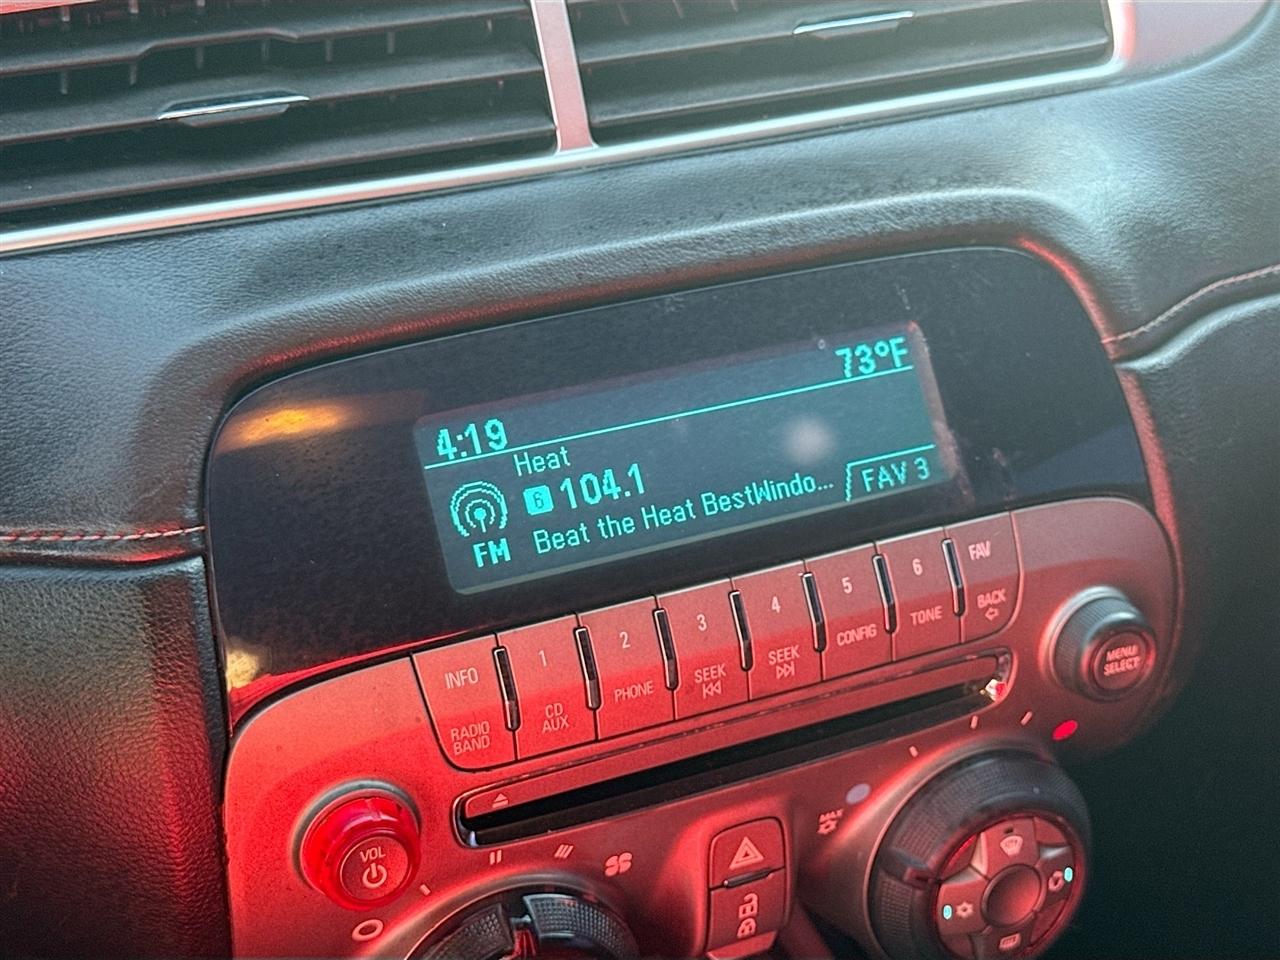 73°F
4:19
Heat
6 104.1
FM
Beat the Heat BestWindo...
FAV 3
INFO
1
2
3
4
5
6
FAV
RADIO
BAND
CD
AUX
PHONE
SEEK
SEEK
CONFIG
TONE
BACK
MENU
SELECT
VOL
MAX